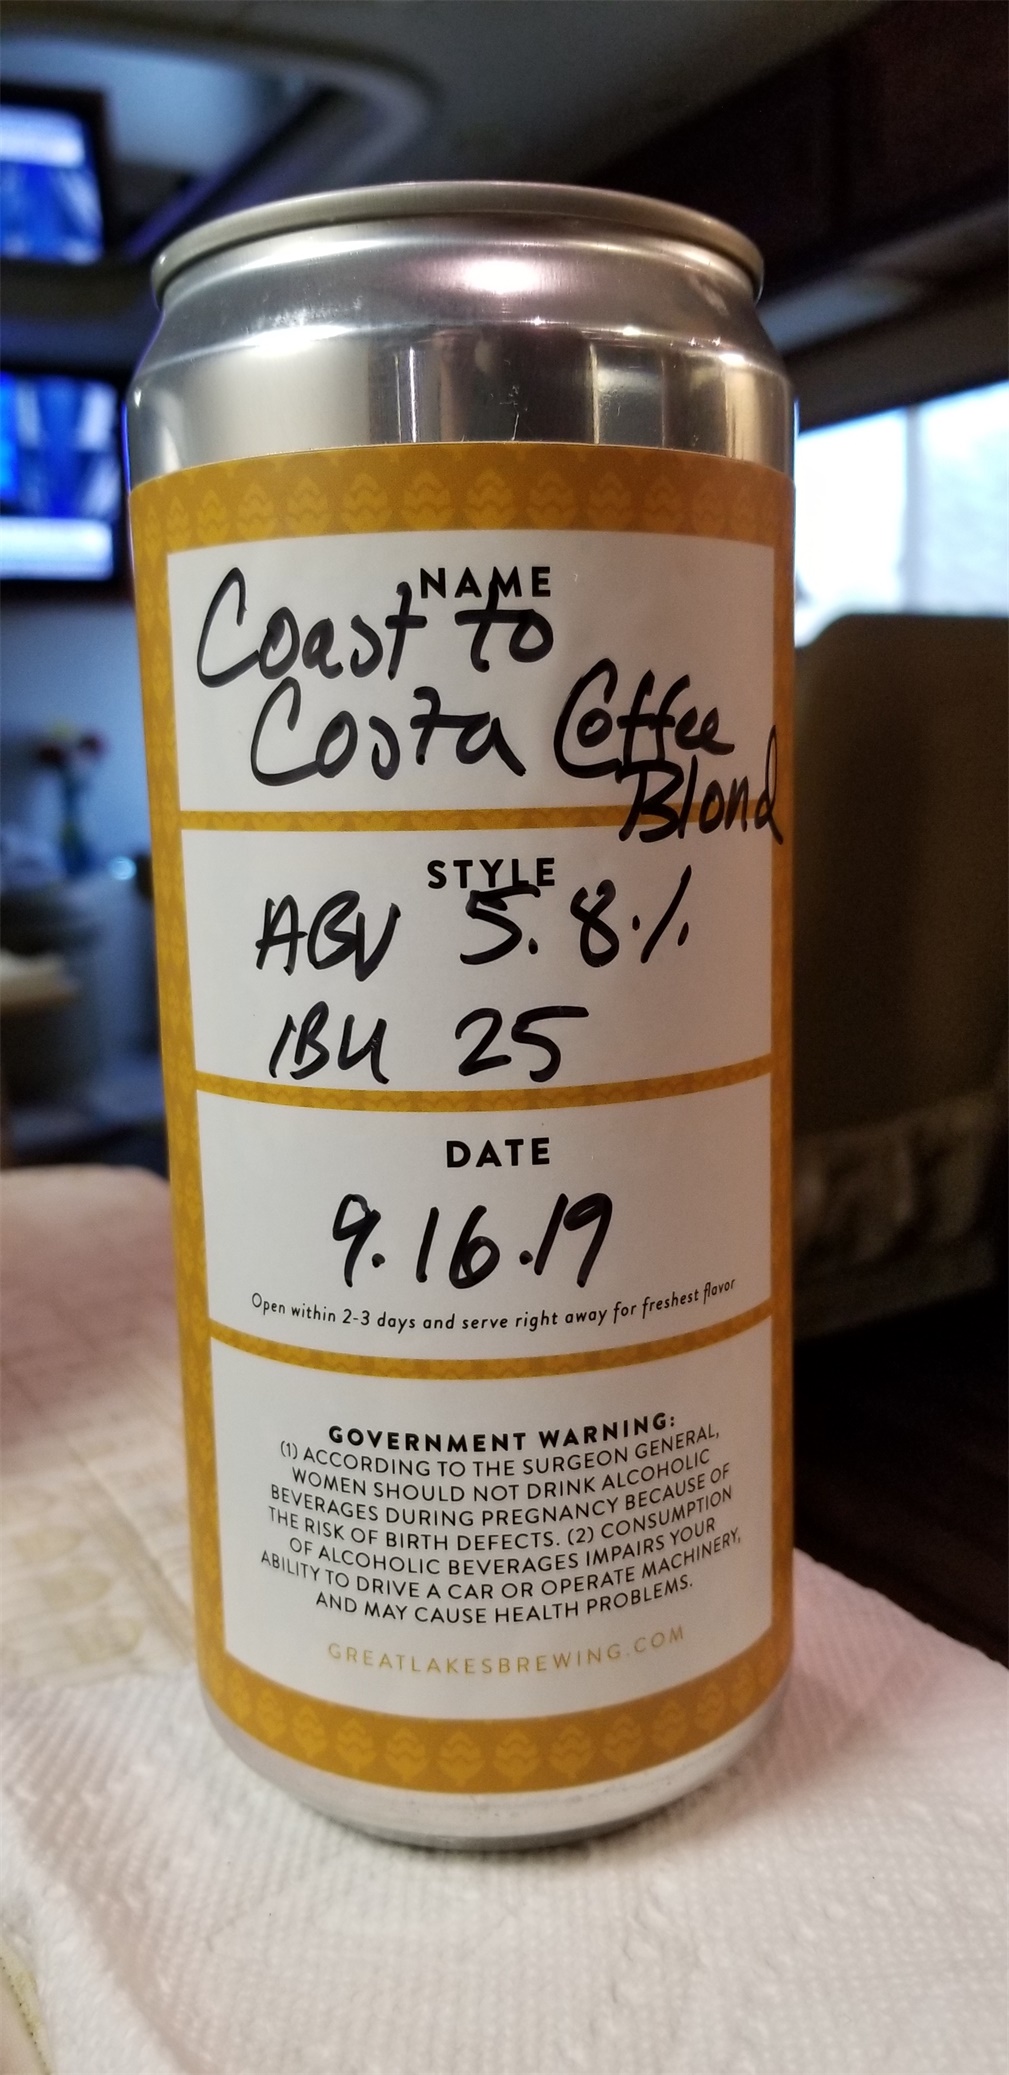 NAME
Coast to
Costa Coffee
Blond
STYLE
ABV 5.8%
IBU 25
DATE
9.16.19
Open within 2-3 days and serve right away for freshest flavor
GOVERNMENT WARNING:
(1) ACCORDING TO THE SURGEON GENERAL,
WOMEN SHOULD NOT DRINK ALCOHOLIC
BEVERAGES DURING PREGNANCY BECAUSE OF
THE RISK OF BIRTH DEFECTS. (2) CONSUMPTION
OF ALCOHOLIC BEVERAGES IMPAIRS YOUR
ABILITY TO DRIVE A CAR OR OPERATE MACHINERY,
AND MAY CAUSE HEALTH PROBLEMS.
GREATLAKESBREWING.COM